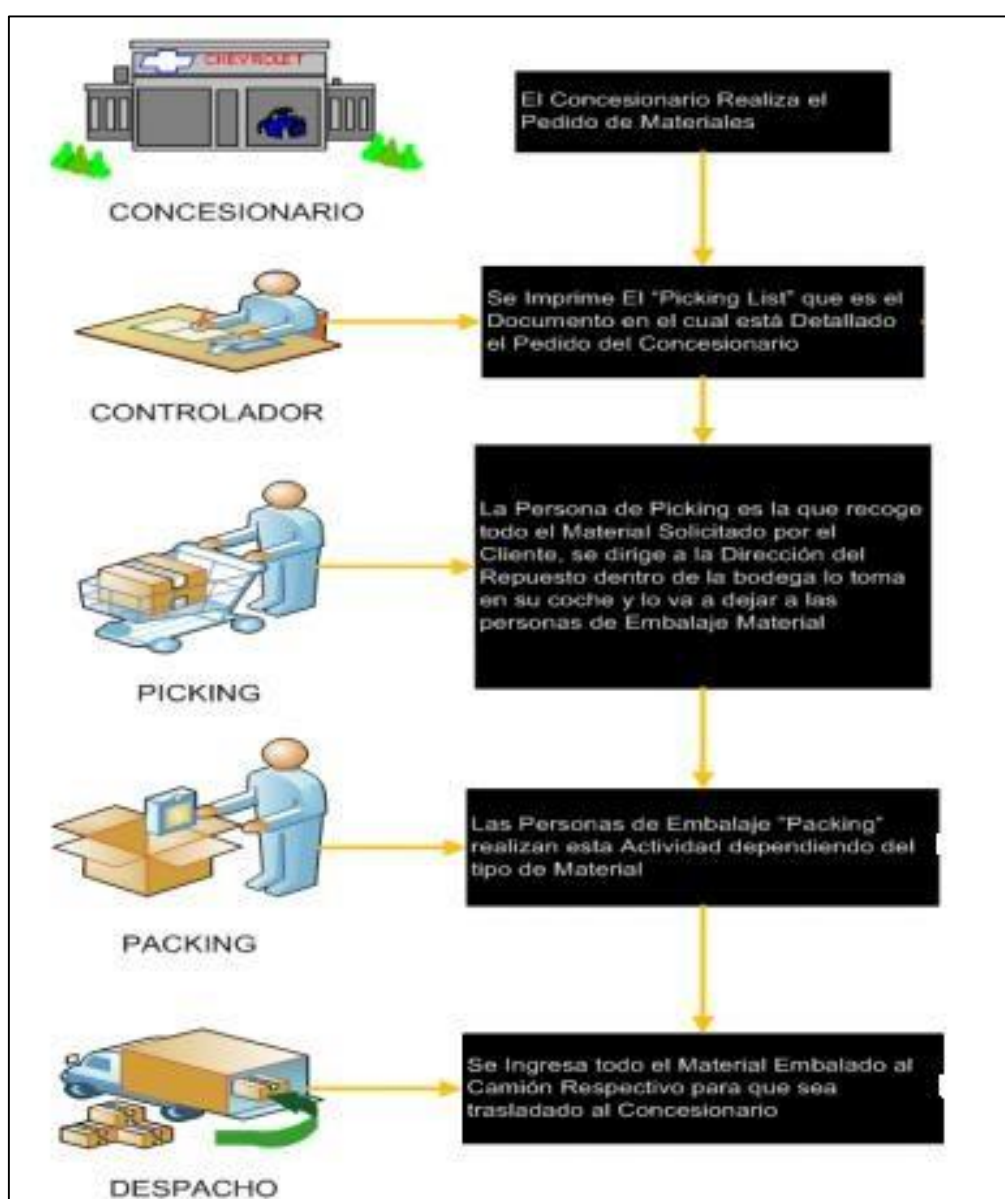 CHEVROLET
CONCESIONARIO
El Concesionario Realiza el
Pedido de Materiales
CONTROLADOR
Se Imprime El "Picking List" que es el
Documento en el cual está Detallado
el Pedido del Concesionario
PICKING
La Persona de Picking es la que recoge
todo el Material Solicitado por el
Cliente, se dirige a la Dirección del
Repuesto dentro de la bodega lo toma
en su coche y lo va a dejar a las
personas de Embalaje Material
PACKING
Las Personas de Embalaje "Packing"
realizan esta Actividad dependiendo del
tipo de Material
DESPACHO
Se Ingresa todo el Material Embalado al
Camión Respectivo para que sea
trasladado al Concesionario